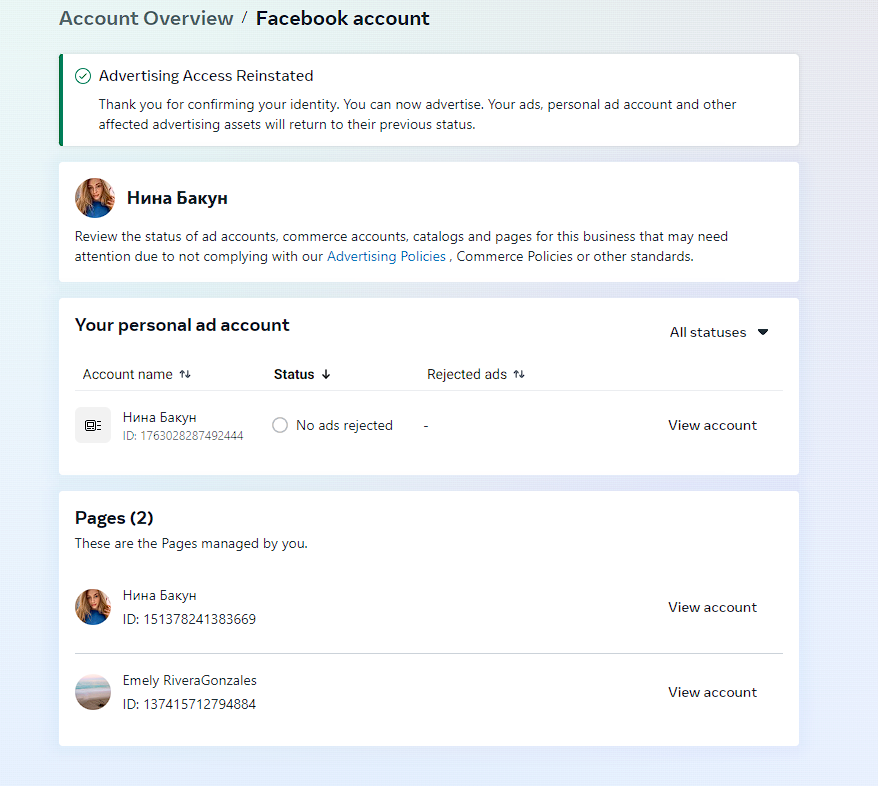 Account Overview / Facebook account
Advertising Access Reinstated
Thank you for confirming your identity. You can now advertise. Your ads, personal ad account and other
affected advertising assets will return to their previous status.
Нина Бакун
Review the status of ad accounts, commerce accounts, catalogs and pages for this business that may need
attention due to not complying with our Advertising Policies , Commerce Policies or other standards.
Your personal ad account
All statuses
Account name Status Rejected ads
Нина Бакун
ID: 1763028287492444
No ads rejected - View account
Pages (2)
These are the Pages managed by you.
Нина Бакун
ID: 151378241383669
View account
Emely RiveraGonzales
ID: 137415712794884
View account